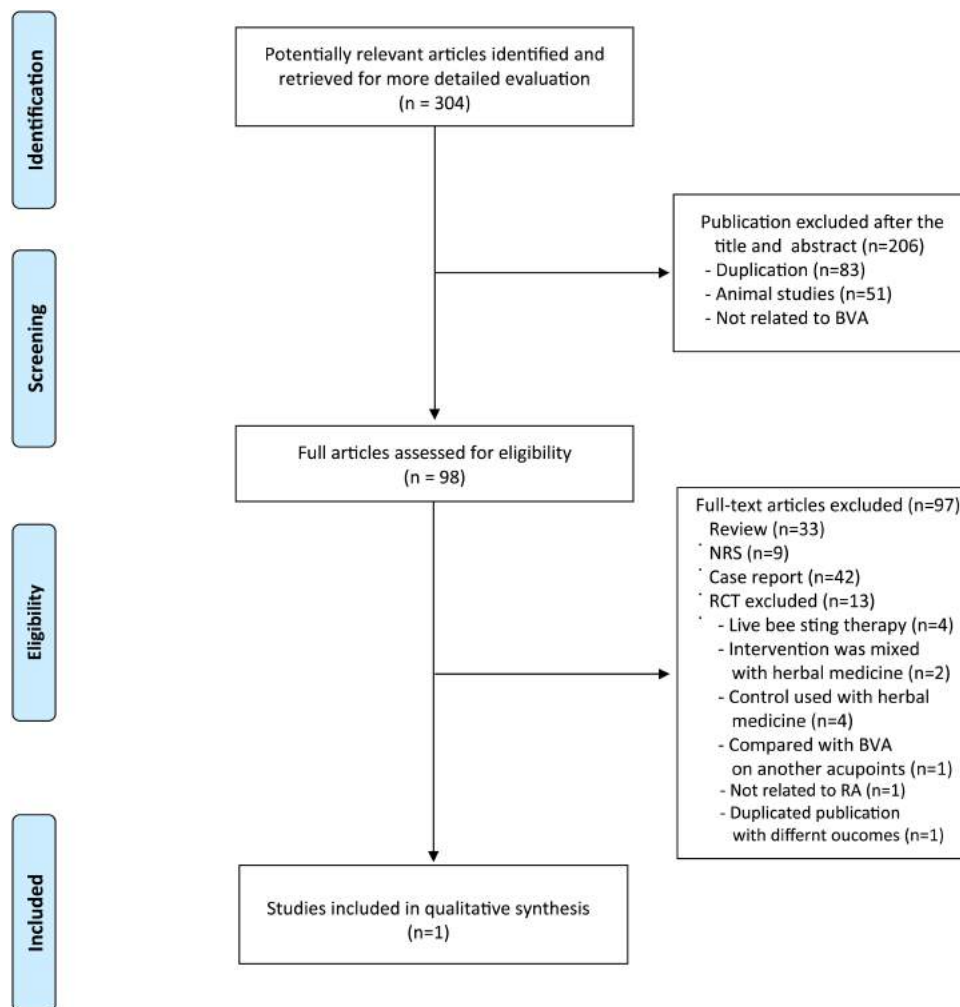 Identification
Potentially relevant articles identified and
retrieved for more detailed evaluation
(n = 304)
Publication excluded after the
title and abstract (n=206)
- Duplication (n=83)
- Animal studies (n=51)
- Not related to BVA
Screening
Full articles assessed for eligibility
(n = 98)
Full-text articles excluded (n=97)
Review (n=33)
NRS (n=9)
Case report (n=42)
RCT excluded (n=13)
- Live bee sting therapy (n=4)
- Intervention was mixed
with herbal medicine (n=2)
- Control used with herbal
medicine (n=4)
- Compared with BVA
on another acupoints (n=1)
- Not related to RA (n=1)
- Duplicated publication
with differnt oucomes (n=1)
Eligibility
Studies included in qualitative synthesis
(n=1)
Included